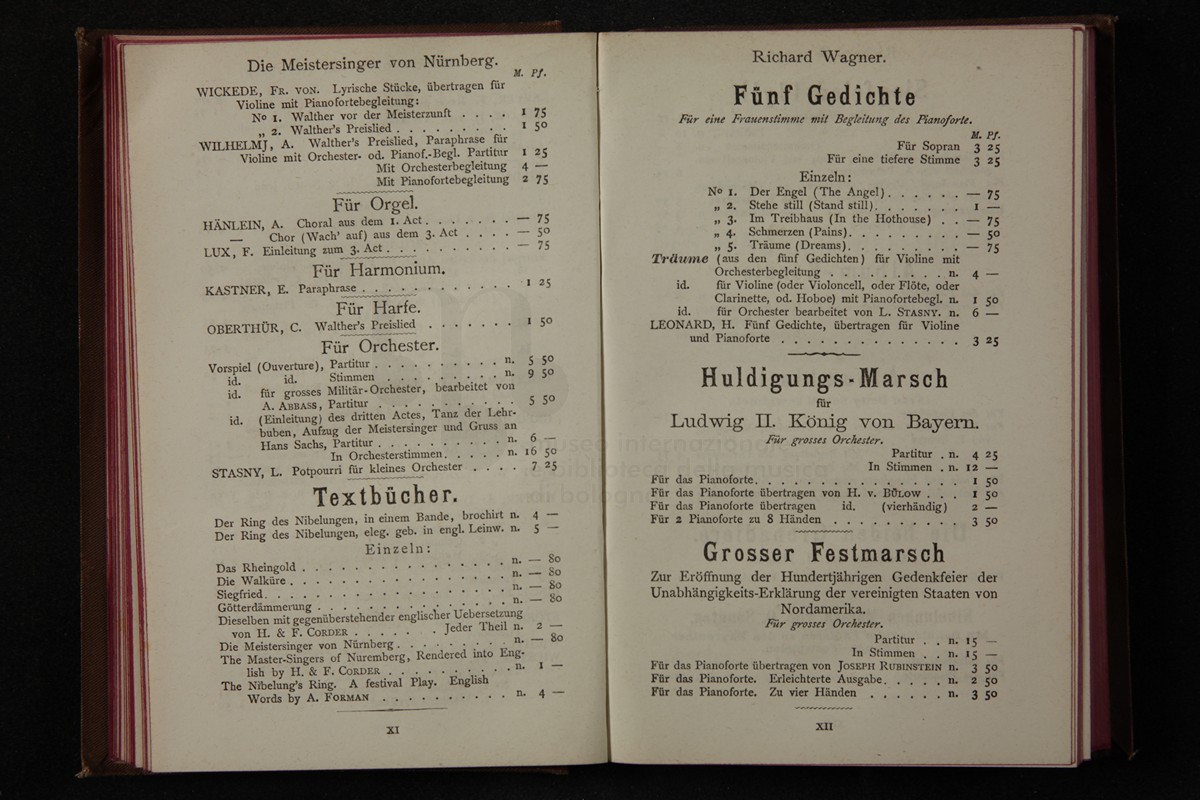 Die Meistersinger von Nürnberg.
M. Pf.
WICKEDE, FR. VON. Lyrische Stücke, übertragen für
Violine mit Pianofortebegleitung:
No 1. Walther vor der Meisterzunft . . . . 1 75
„ 2. Walther's Preislied . . . . . . . . . 1 50
WILHELMJ, A. Walther's Preislied, Paraphrase für
Violine mit Orchester- od. Pianof.-Begl. Partitur 1 25
Mit Orchesterbegleitung 4 —
Mit Pianofortebegleitung 2 75
Für Orgel.
HÄNLEIN, A. Choral aus dem 1. Act . . . . . . . — 75
— Chor (Wach' auf) aus dem 3. Act . . . . — 50
LUX, F. Einleitung zum 3. Act . . . . . . . . . — 75
Für Harmonium.
KASTNER, E. Paraphrase . . . . . . . . . . . . 1 25
Für Harfe.
OBERTHÜR, C. Walther's Preislied . . . . . . . 1 50
Für Orchester.
Vorspiel (Ouverture), Partitur . . . . . . . . . . n. 5 50
id. id. Stimmen . . . . . . . . . n. 9 50
id. für grosses Militär-Orchester, bearbeitet von
A. ABBASS, Partitur . . . . . . . . . . . 5 50
id. (Einleitung) des dritten Actes, Tanz der Lehr-
buben, Aufzug der Meistersinger und Gruss an
Hans Sachs, Partitur . . . . . . . . . . n. 6 —
In Orchesterstimmen . . . . . n. 16 50
STASNY, L. Potpourri für kleines Orchester . . . . 7 25
Textbücher.
Der Ring des Nibelungen, in einem Bande, brochirt n. 4 —
Der Ring des Nibelungen, eleg. geb. in engl. Leinw. n. 5 —
Einzeln:
Das Rheingold . . . . . . . . . . . . . . . . n. — 80
Die Walküre . . . . . . . . . . . . . . . . . n. — 80
Siegfried . . . . . . . . . . . . . . . . . . . n. — 80
Götterdämmerung . . . . . . . . . . . . . . . n. — 80
Dieselben mit gegenüberstehender englischer Uebersetzung
von H. & F. CORDER . . . . . . . Jeder Theil n. 2 —
Die Meistersinger von Nürnberg . . . . . . . . . n. — 80
The Master-Singers of Nuremberg, Rendered into Eng-
lish by H. & F. CORDER . . . . . . . . . . . n. 1 —
The Nibelung's Ring. A festival Play. English
Words by A. FORMAN . . . . . . . . . . . n. 4 —
XI
Richard Wagner.
Fünf Gedichte
Für eine Frauenstimme mit Begleitung des Pianoforte.
M. Pf.
Für Sopran 3 25
Für eine tiefere Stimme 3 25
Einzeln:
No 1. Der Engel (The Angel) . . . . . . — 75
„ 2. Stehe still (Stand still) . . . . . . . 1 —
„ 3. Im Treibhaus (In the Hothouse) . . — 75
„ 4. Schmerzen (Pains) . . . . . . . . . — 50
„ 5. Träume (Dreams) . . . . . . . . . — 75
Träume (aus den fünf Gedichten) für Violine mit
Orchesterbegleitung . . . . . . . . . n. 4 —
id. für Violine (oder Violoncell, oder Flöte, oder
Clarinette, od. Hoboe) mit Pianofortebegl. n. 1 50
id. für Orchester bearbeitet von L. STASNY. n. 6 —
LEONARD, H. Fünf Gedichte, übertragen für Violine
und Pianoforte . . . . . . . . . . . . . . 3 25
Huldigungs-Marsch
für
Ludwig II. König von Bayern.
Für grosses Orchester.
Partitur . n. 4 25
In Stimmen . n. 12 —
Für das Pianoforte . . . . . . . . . . . . . . . . 1 50
Für das Pianoforte übertragen von H. v. BÜLOW . . . 1 50
Für das Pianoforte übertragen id. (vierhändig) 2 —
Für 2 Pianoforte zu 8 Händen . . . . . . . . . . 3 50
Grosser Festmarsch
Zur Eröffnung der Hundertjährigen Gedenkfeier der
Unabhängigkeits-Erklärung der vereinigten Staaten von
Nordamerika.
Für grosses Orchester.
Partitur . . n. 15 —
In Stimmen . . n. 15 —
Für das Pianoforte übertragen von JOSEPH RUBINSTEIN n. 3 50
Für das Pianoforte. Erleichterte Ausgabe . . . . . n. 2 50
Für das Pianoforte. Zu vier Händen . . . . . . n. 3 50
XII
museo internazionale
e biblioteca della musica
di bologna